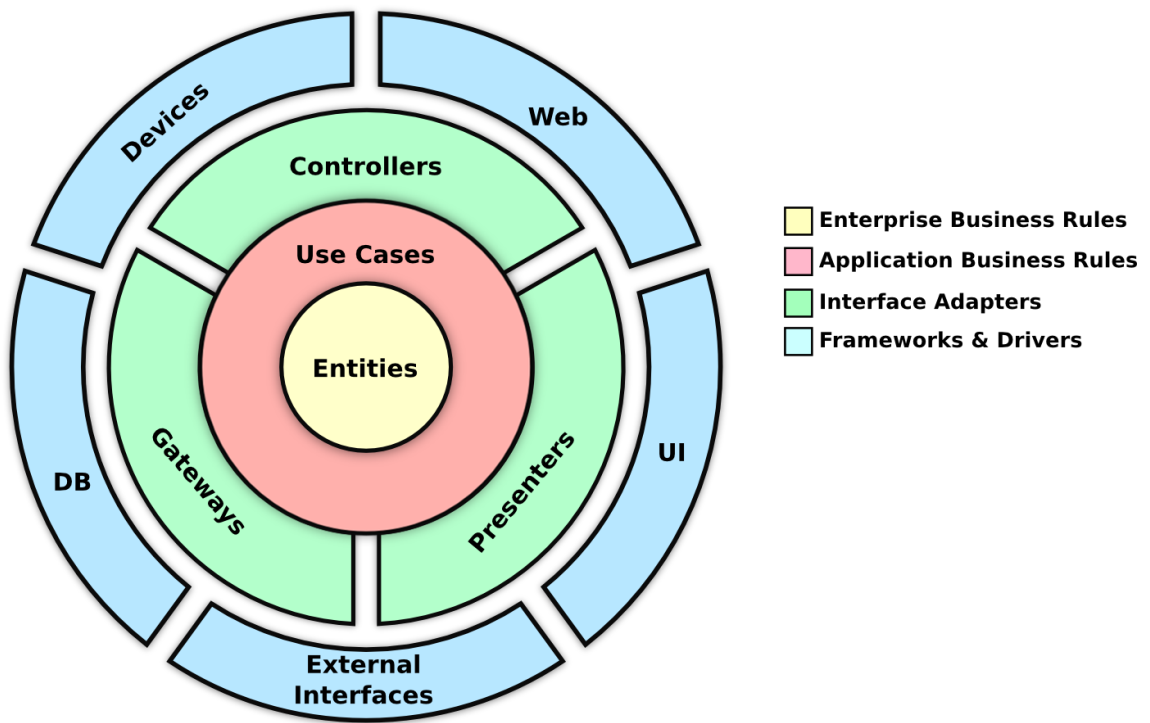 Devices
Web
Controllers
Use Cases
Entities
Gateways
Presenters
DB
UI
External
Interfaces
Enterprise Business Rules
Application Business Rules
Interface Adapters
Frameworks & Drivers